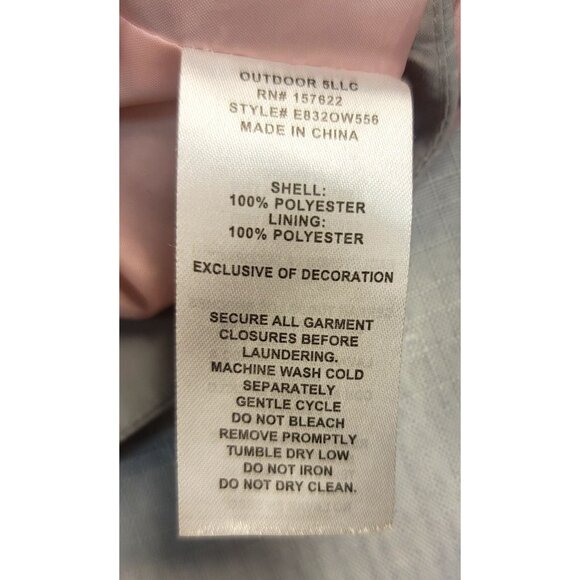 OUTDOOR 5LLC
RN# 157622
STYLE# E832OW556
MADE IN CHINA
SHELL:
100% POLYESTER
LINING:
100% POLYESTER
EXCLUSIVE OF DECORATION
SECURE ALL GARMENT
CLOSURES BEFORE
LAUNDERING.
MACHINE WASH COLD
SEPARATELY
GENTLE CYCLE
DO NOT BLEACH
REMOVE PROMPTLY
TUMBLE DRY LOW
DO NOT IRON
DO NOT DRY CLEAN.